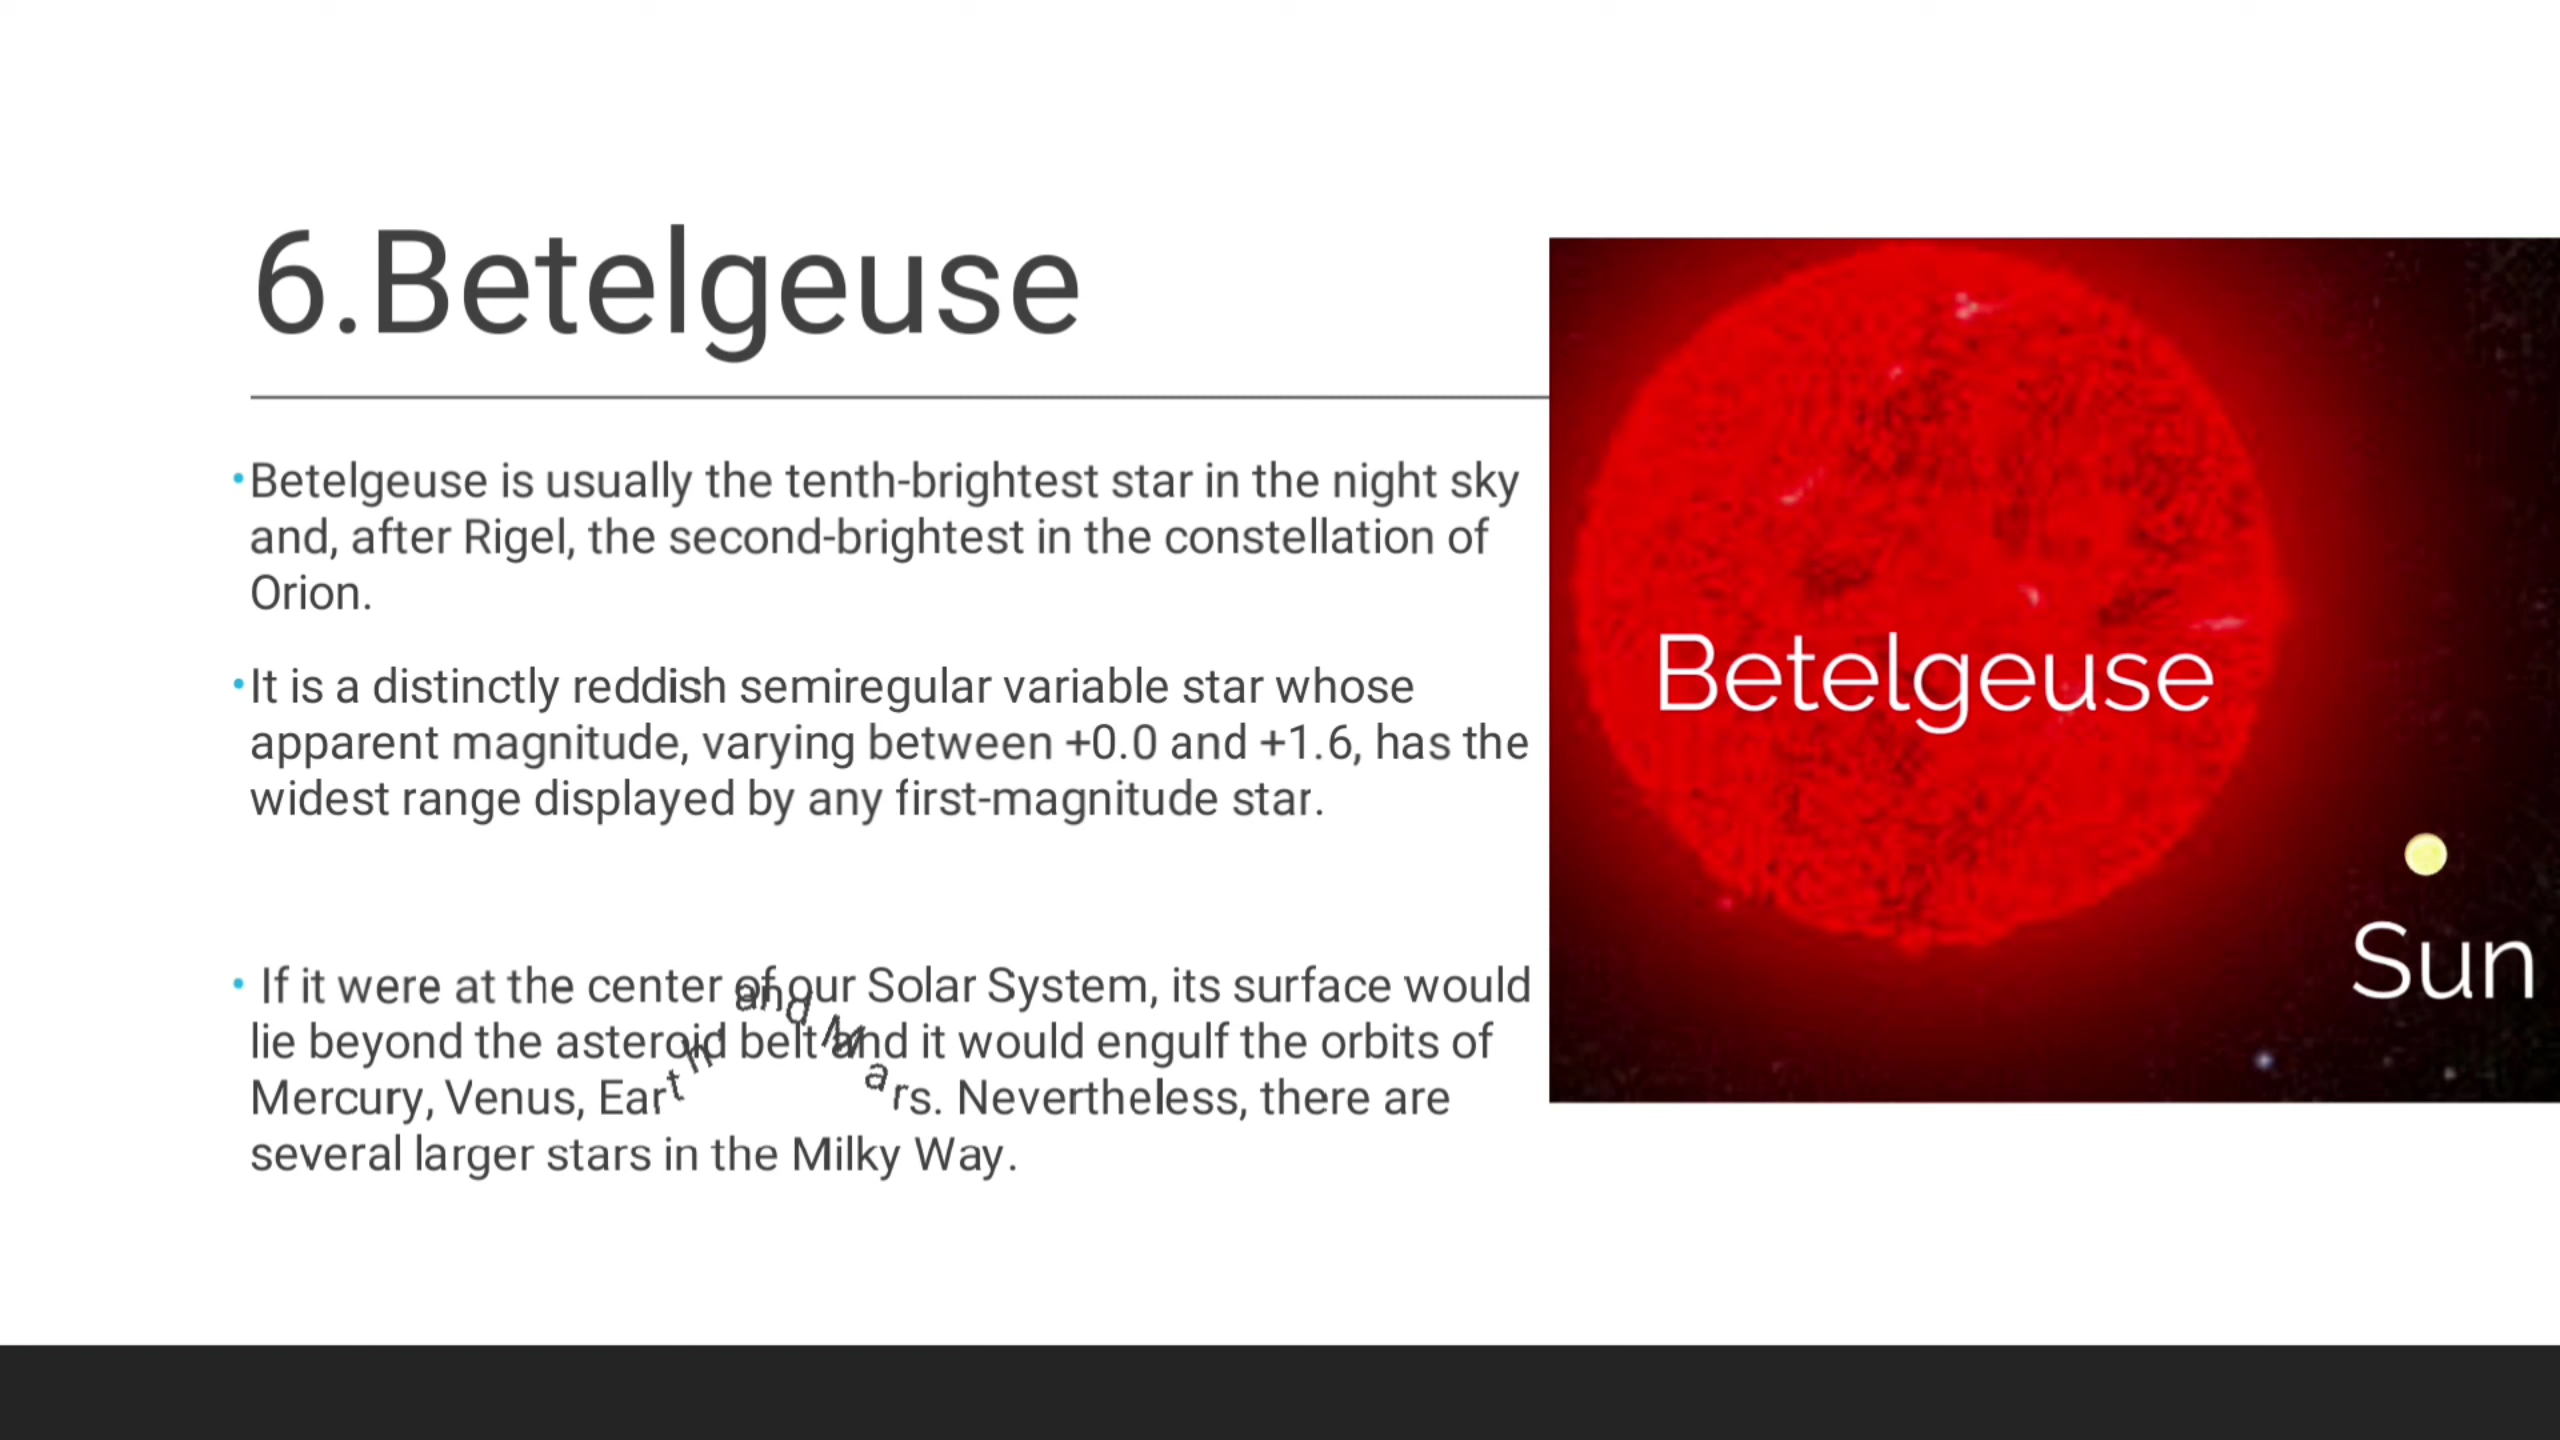 6.Betelgeuse
•Betelgeuse is usually the tenth-brightest star in the night sky
and, after Rigel, the second-brightest in the constellation of
Orion.
•It is a distinctly reddish semiregular variable star whose
apparent magnitude, varying between +0.0 and +1.6, has the
widest range displayed by any first-magnitude star.
• If it were at the center of our Solar System, its surface would
lie beyond the asteroid belt and it would engulf the orbits of
Mercury, Venus, Earth, and Mars. Nevertheless, there are
several larger stars in the Milky Way.
Betelgeuse
Sun